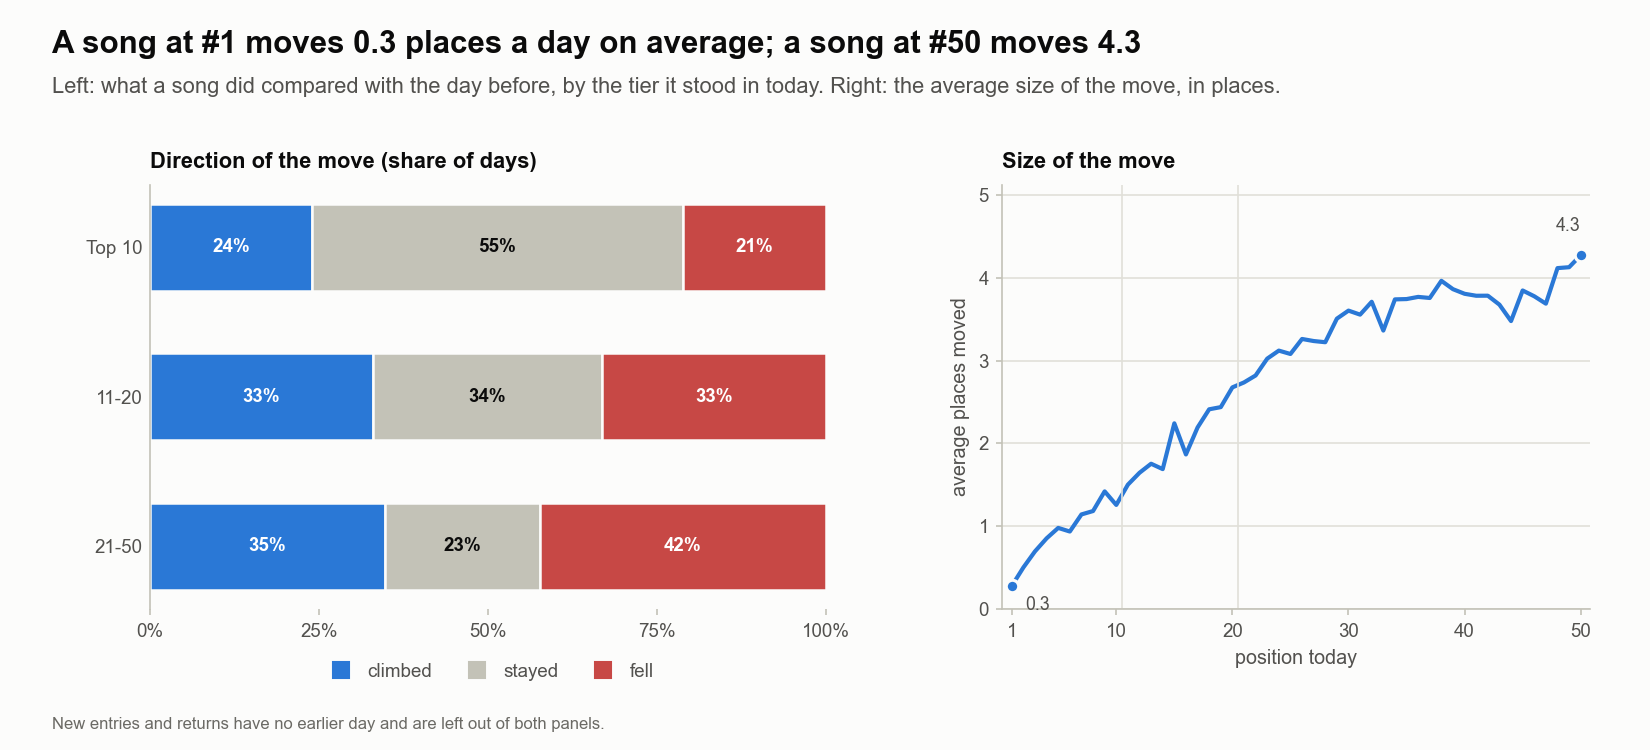 A song at #1 moves 0.3 places a day on average; a song at #50 moves 4.3
Left: what a song did compared with the day before, by the tier it stood in today. Right: the average size of the move, in places.
Direction of the move (share of days)
Top 10
24%
55%
21%
11-20
33%
34%
33%
21-50
35%
23%
42%
0%
25%
50%
75%
100%
climbed
stayed
fell
Size of the move
average places moved
5
4
3
2
1
0
4.3
0.3
1
10
20
30
40
50
position today
New entries and returns have no earlier day and are left out of both panels.